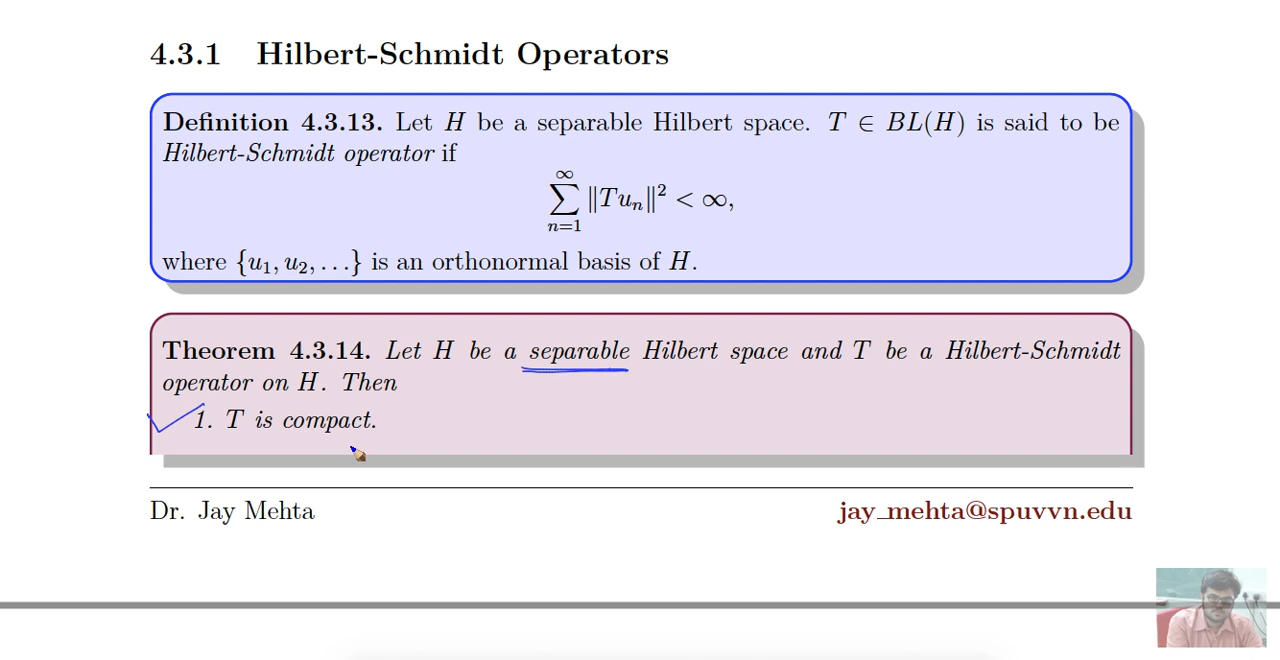 4.3.1 Hilbert-Schmidt Operators
Definition 4.3.13. Let H be a separable Hilbert space. T ∈ BL(H) is said to be
Hilbert-Schmidt operator if
∞
∑ ‖Tuₙ‖² < ∞,
n=1
where {u₁, u₂, . . .} is an orthonormal basis of H.
Theorem 4.3.14. Let H be a separable Hilbert space and T be a Hilbert-Schmidt
operator on H. Then
1. T is compact.
Dr. Jay Mehta jay_mehta@spuvvn.edu